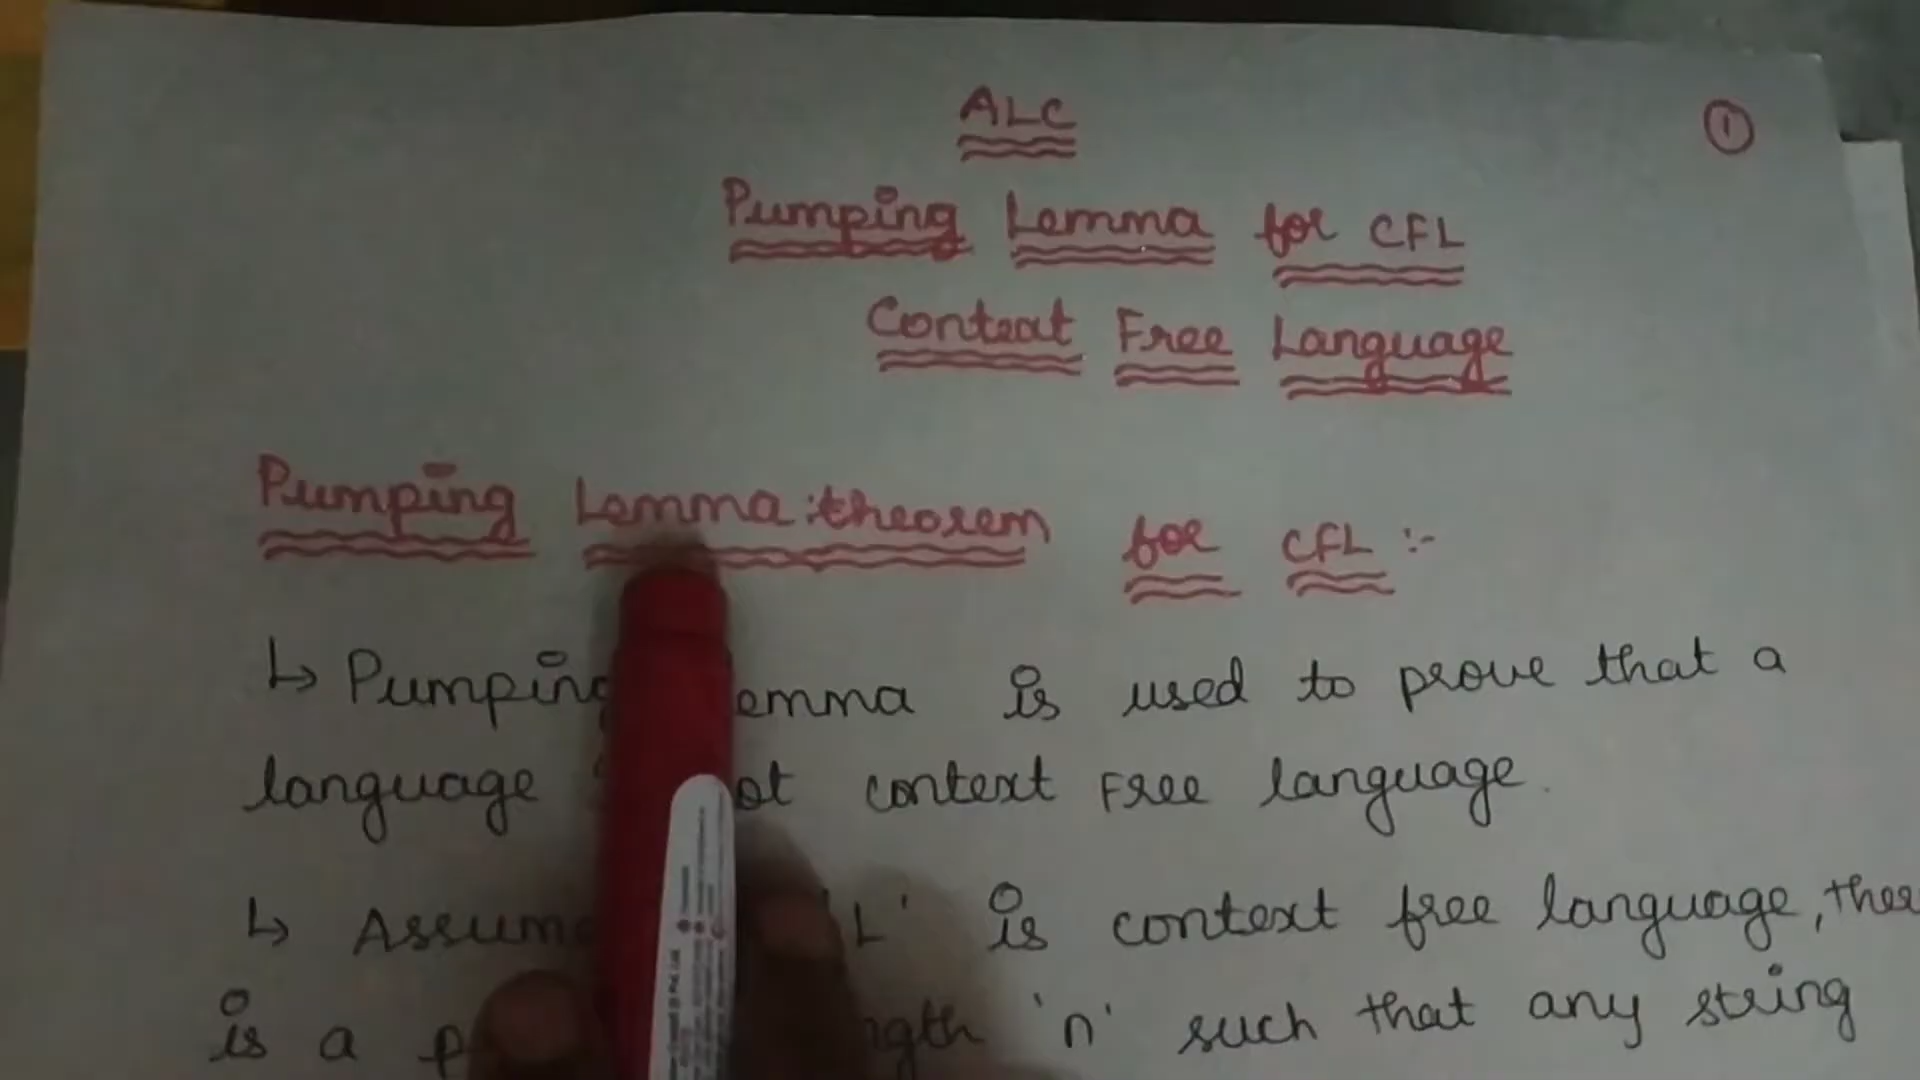 ALC
1
Pumping Lemma for CFL
Context Free Language
Pumping Lemma:theorem for CFL :-
↳ Pumping emma is used to prove that a
language ot context Free language.
↳ Assum 'L' is context free language, ther
is a p ngth 'n' such that any string